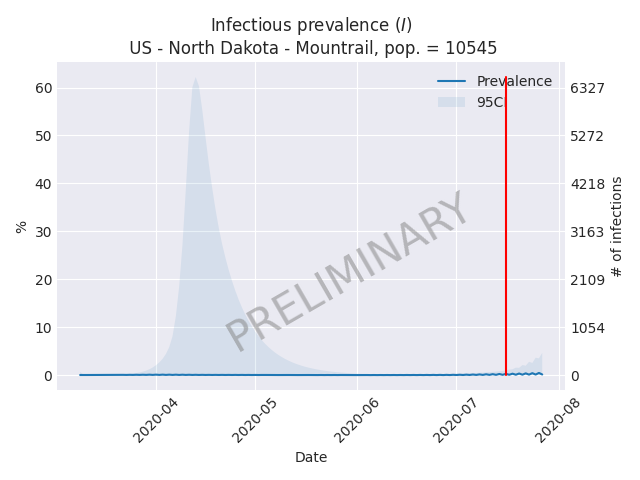 Infectious prevalence (I)
US - North Dakota - Mountrail, pop. = 10545
Prevalence
95CI
60
50
40
30
20
10
0
%
6327
5272
4218
3163
2109
1054
0
# of infections
PRELIMINARY
2020-04
2020-05
2020-06
2020-07
2020-08
Date